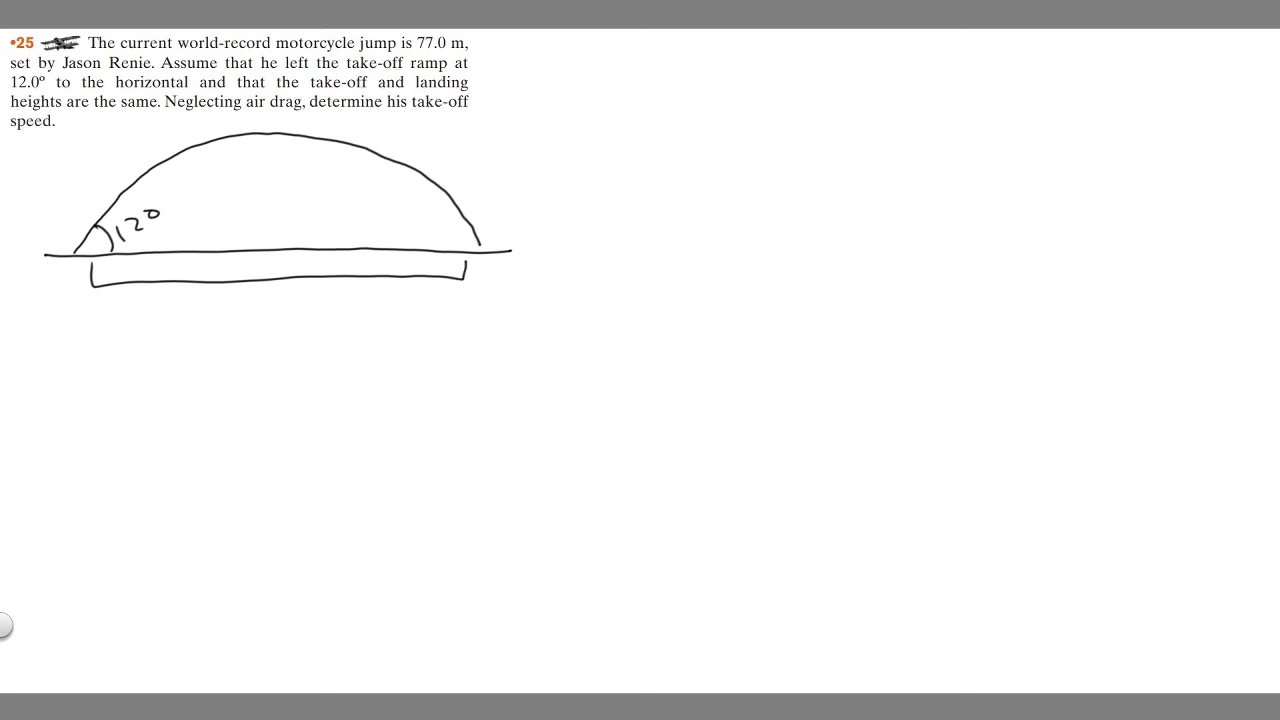 •25 The current world-record motorcycle jump is 77.0 m,
set by Jason Renie. Assume that he left the take-off ramp at
12.0º to the horizontal and that the take-off and landing
heights are the same. Neglecting air drag, determine his take-off
speed.
12º